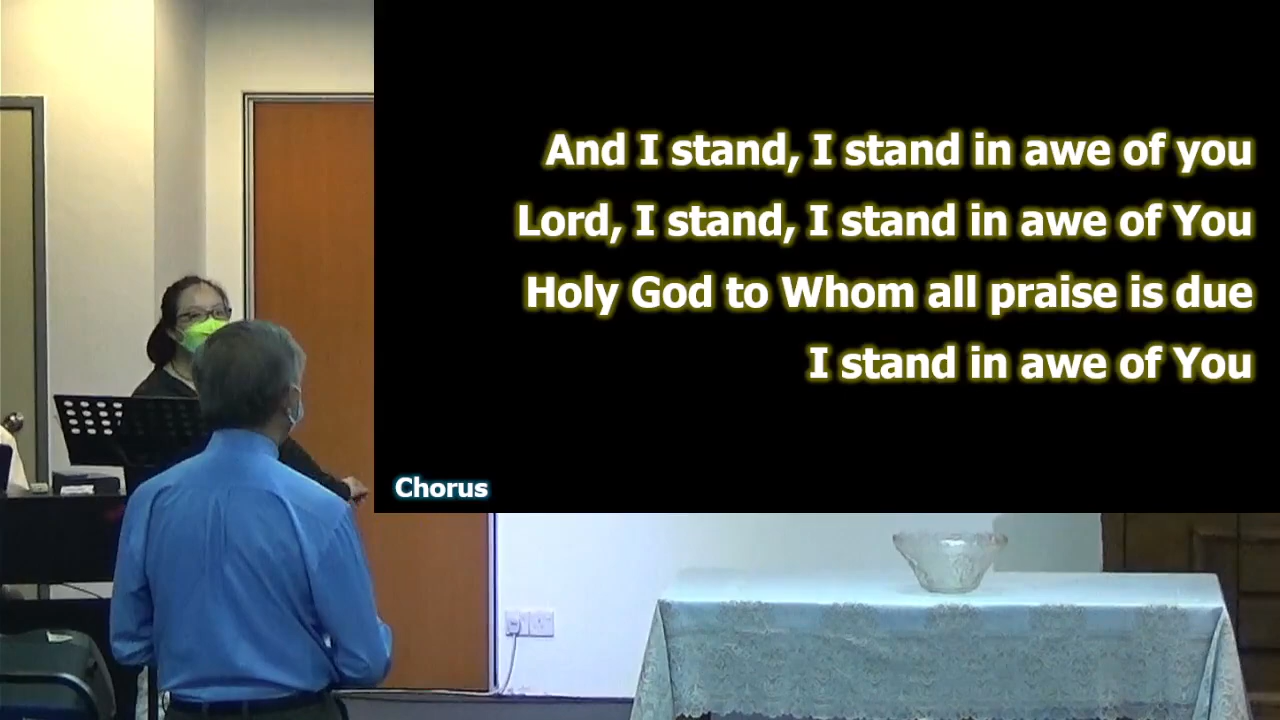 And I stand, I stand in awe of you
Lord, I stand, I stand in awe of You
Holy God to Whom all praise is due
I stand in awe of You
Chorus